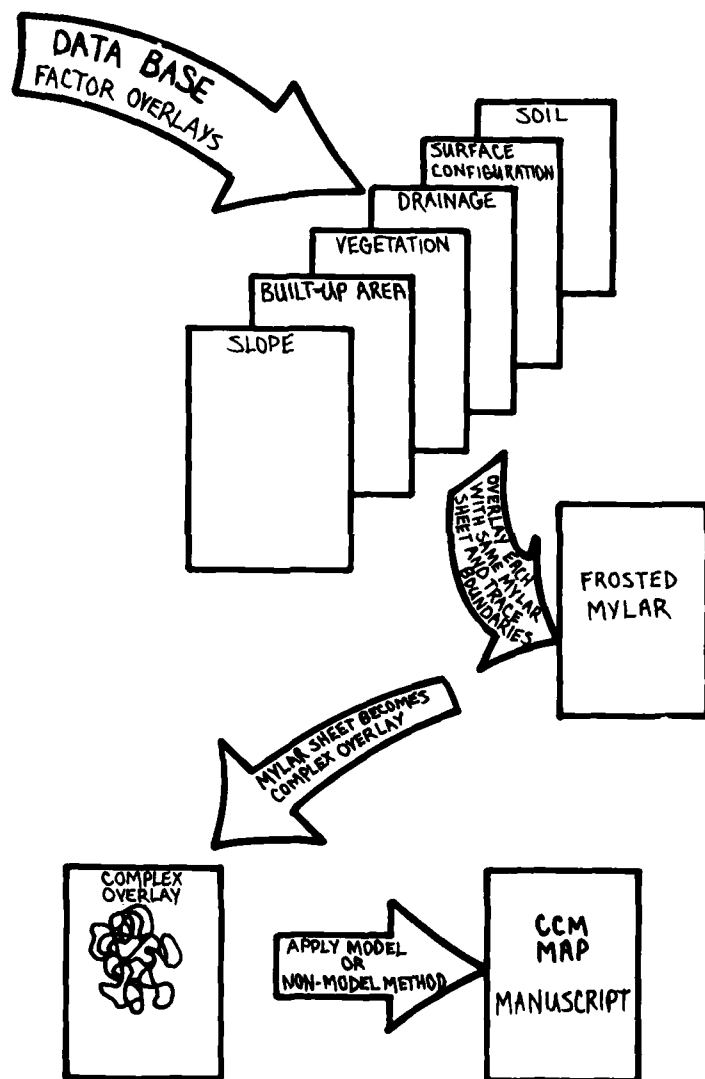 DATA BASE
FACTOR OVERLAYS
SOIL
SURFACE
CONFIGURATION
DRAINAGE
VEGETATION
BUILT-UP AREA
SLOPE
OVERLAY EACH
WITH SAME MYLAR
SHEET AND TRACE
BOUNDARIES
FROSTED
MYLAR
MYLAR SHEET BECOMES
COMPLEX OVERLAY
COMPLEX
OVERLAY
APPLY MODEL
OR
NON-MODEL METHOD
CCM
MAP
MANUSCRIPT